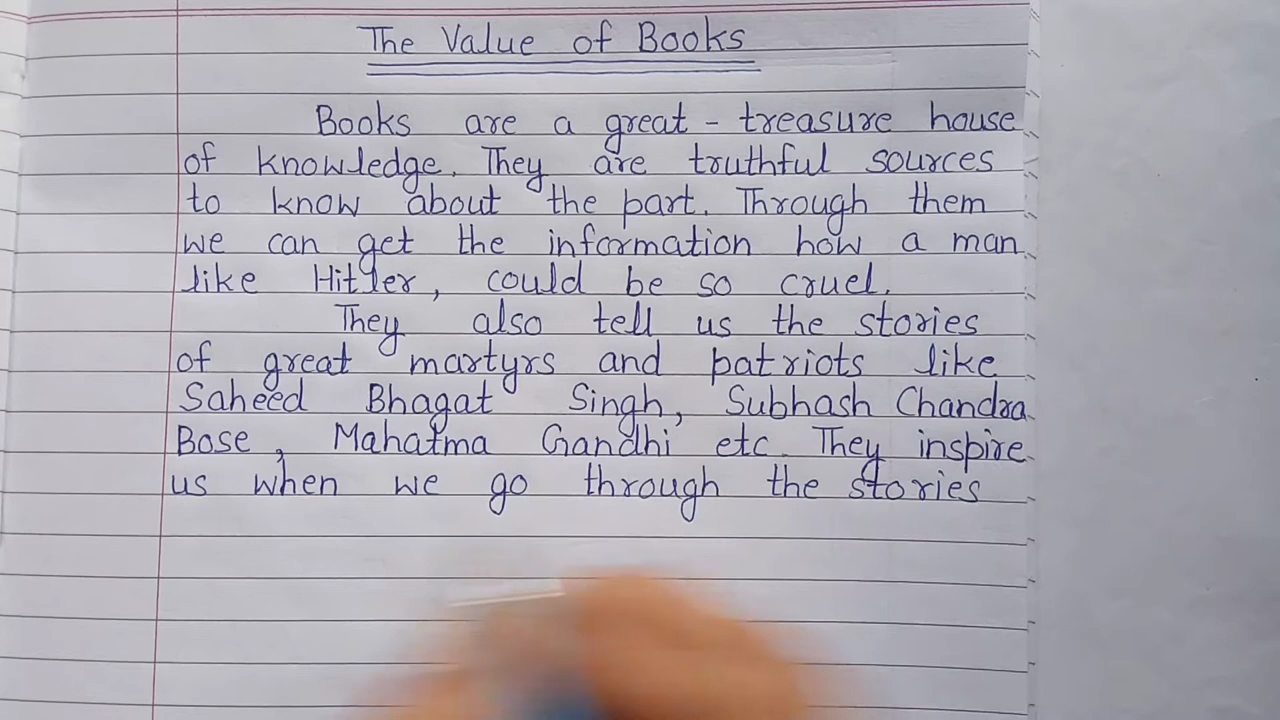 The Value of Books
Books are a great - treasure house
of knowledge. They are truthful sources
to know about the part. Through them
we can get the information how a man
like Hitler, could be so cruel.
They also tell us the stories
of great martyrs and patriots like
Saheed Bhagat Singh, Subhash Chandra
Bose, Mahatma Gandhi etc. They inspire
us when we go through the stories